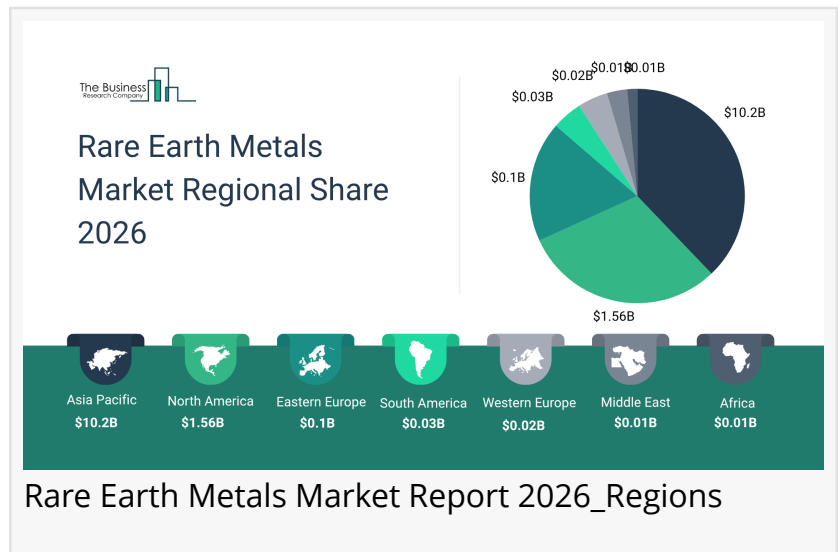 The Business
Research Company
Rare Earth Metals
Market Regional Share
2026
$0.02B
$0.01B
$0.01B
$0.03B
$10.2B
$0.1B
$1.56B
Asia Pacific
$10.2B
North America
$1.56B
Eastern Europe
$0.1B
South America
$0.03B
Western Europe
$0.02B
Middle East
$0.01B
Africa
$0.01B
Rare Earth Metals Market Report 2026_Regions